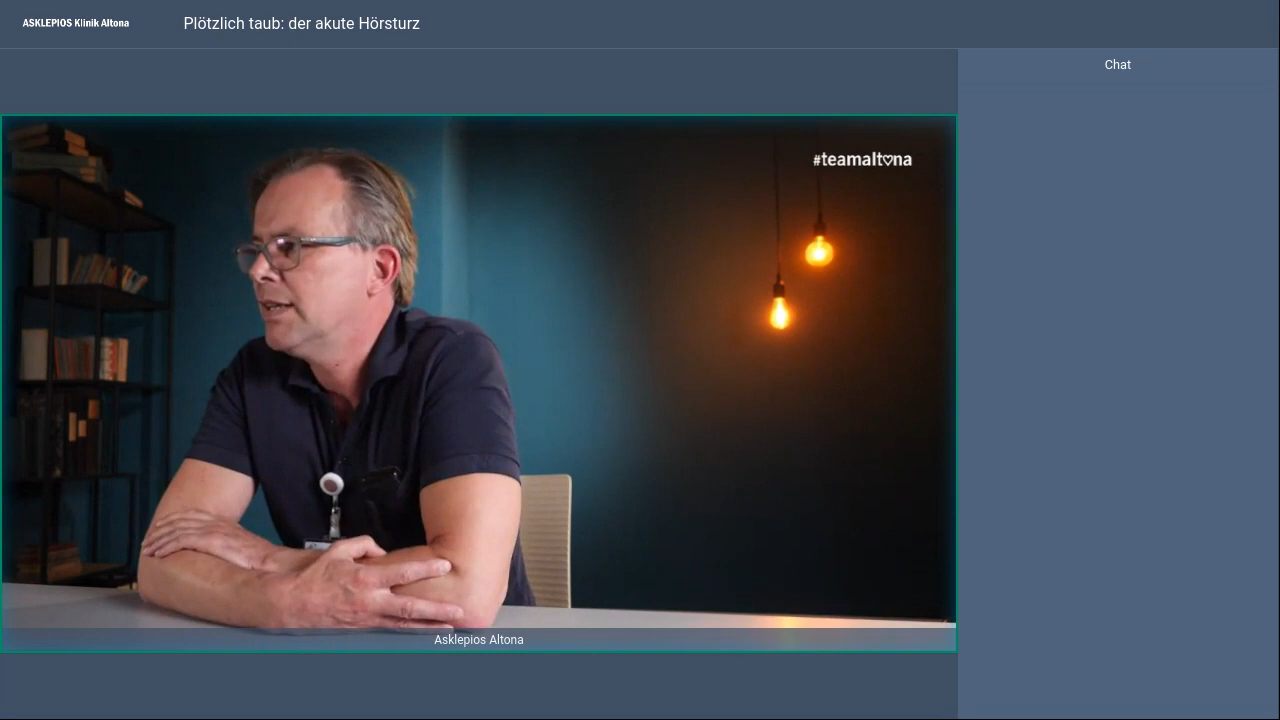 ASKLEPIOS Klinik Altona
Plötzlich taub: der akute Hörsturz
Chat
#teamaltona
Asklepios Altona